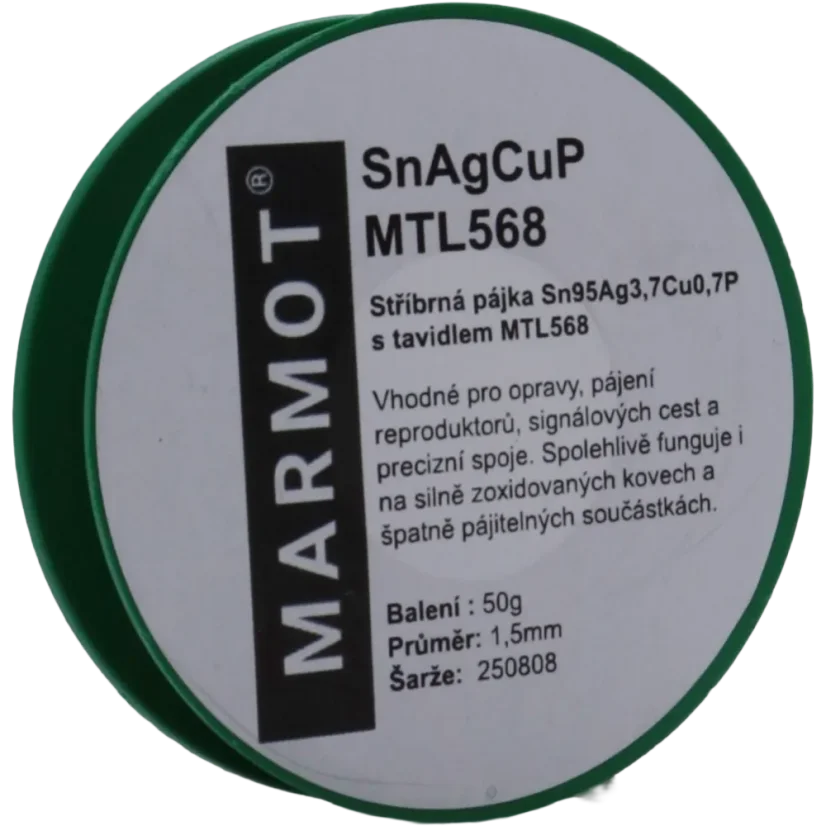 MARMOT®
SnAgCuP
MTL568
Stříbrná pájka Sn95Ag3,7Cu0,7P
s tavidlem MTL568
Vhodné pro opravy, pájení
reproduktorů, signálových cest a
precizní spoje. Spolehlivě funguje i
na silně zoxidovaných kovech a
špatně pájitelných součástkách.
Balení : 50g
Průměr: 1,5mm
Šarže: 250808